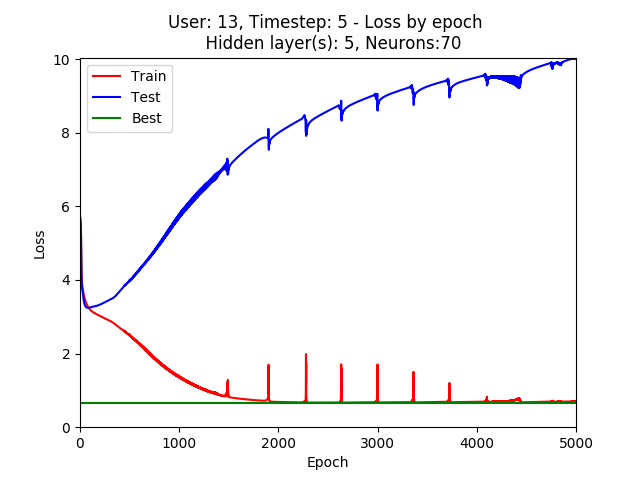 User: 13, Timestep: 5 - Loss by epoch
Hidden layer(s): 5, Neurons:70
Train
Test
Best
Loss
10
8
6
4
2
0
0
1000
2000
3000
4000
5000
Epoch